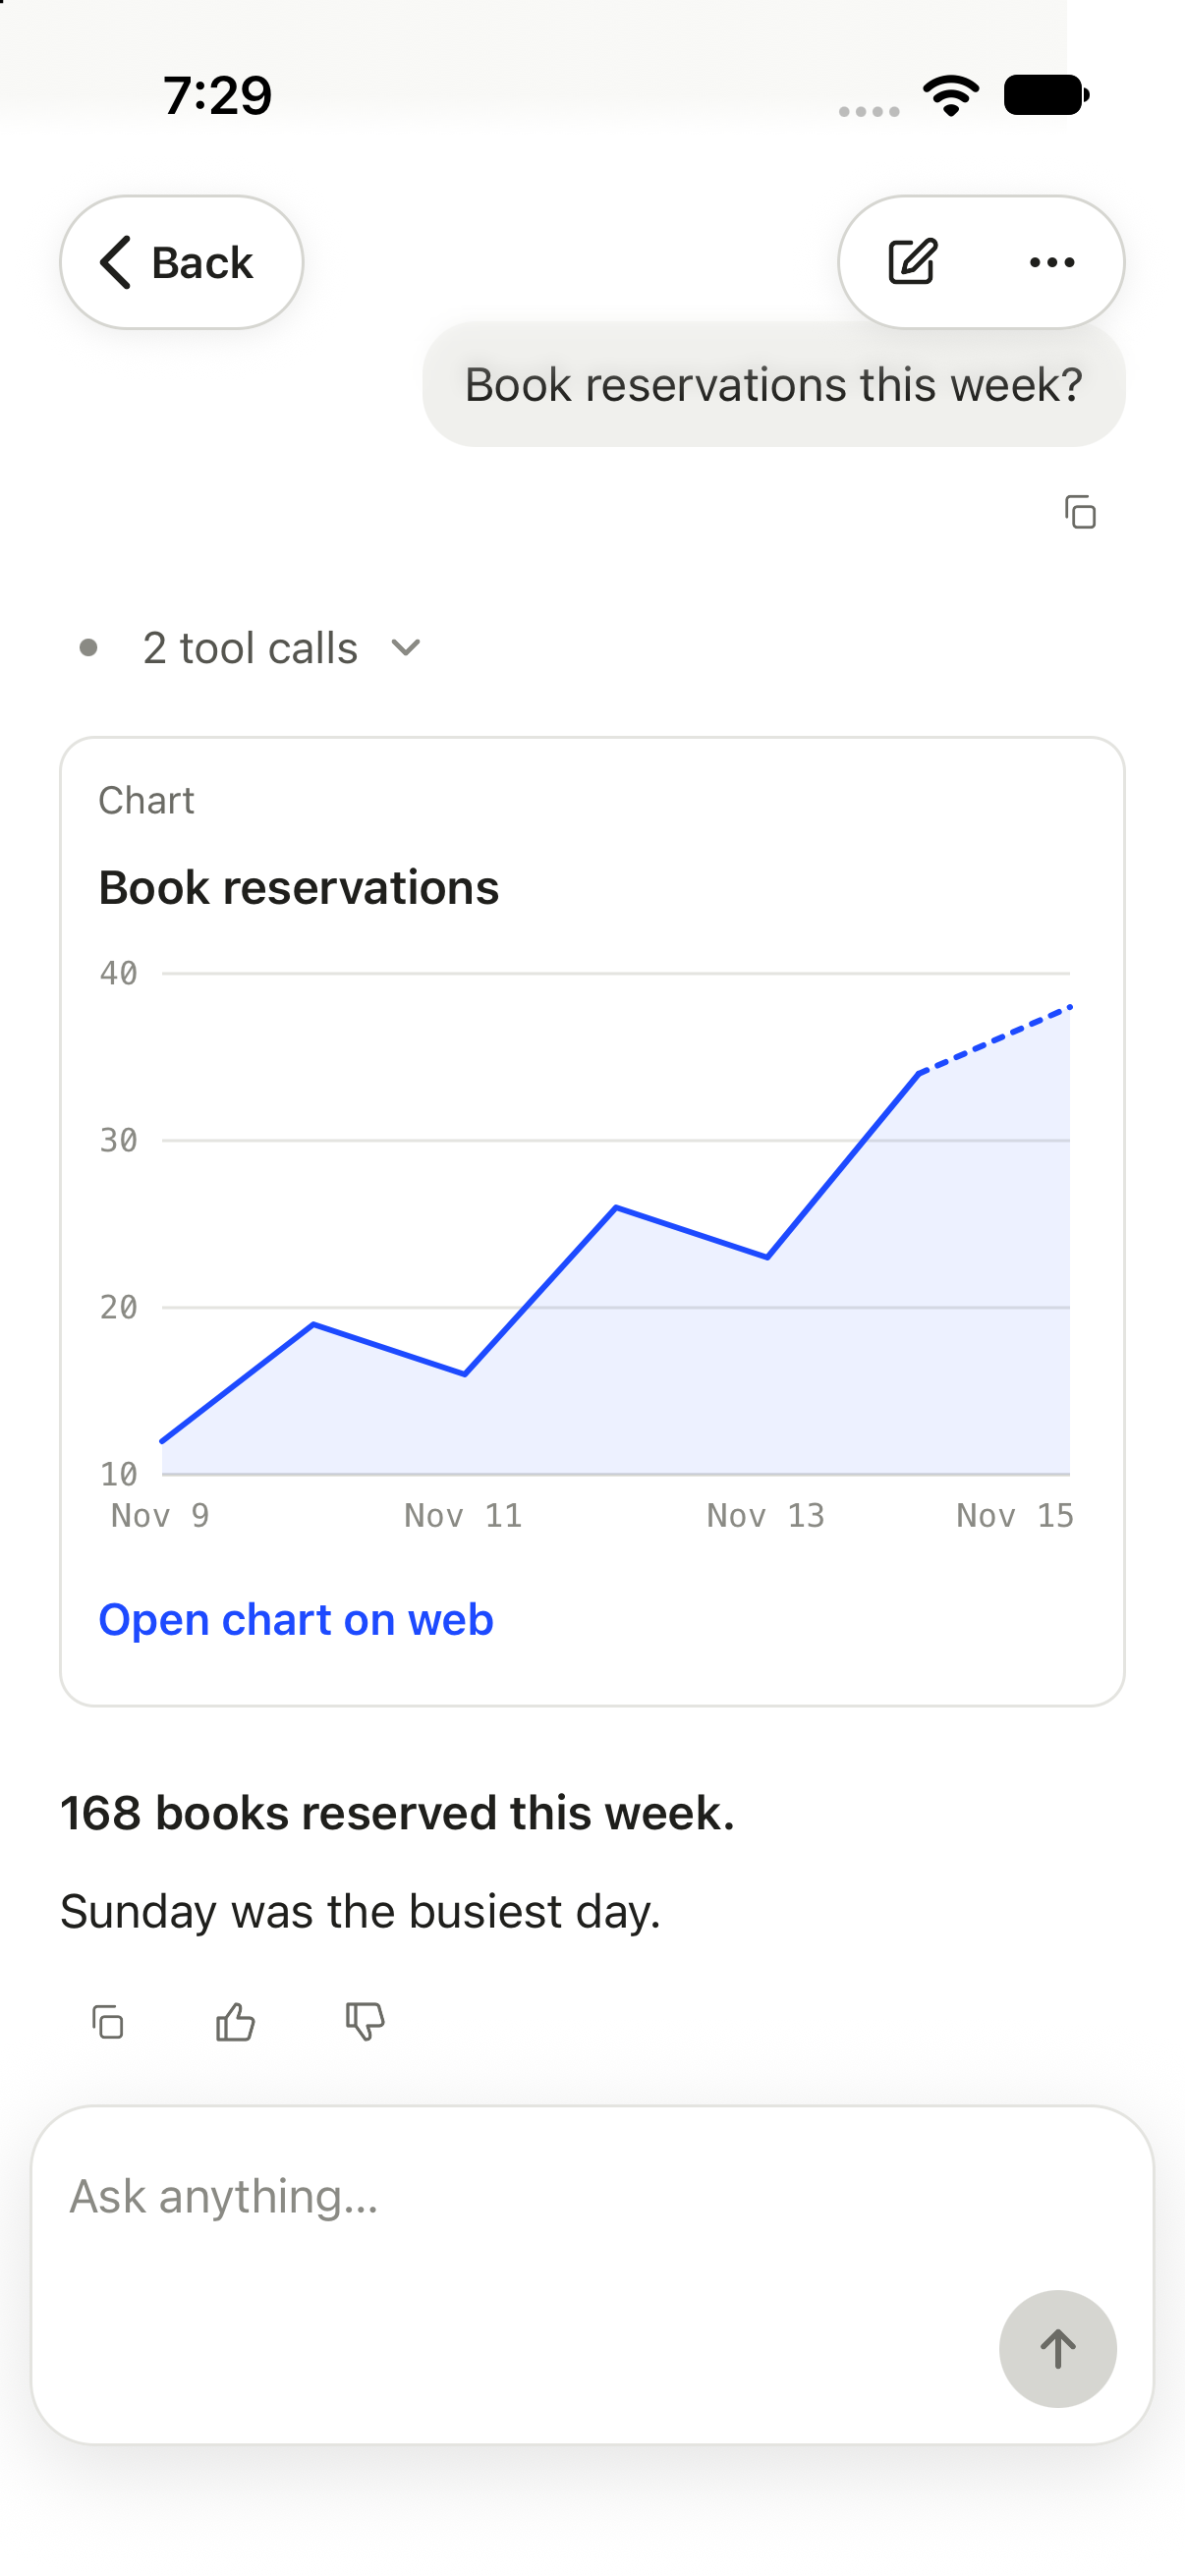 7:29
Back
Book reservations this week?
2 tool calls
Chart
Book reservations
40
30
20
10
Nov 9 Nov 11 Nov 13 Nov 15
Open chart on web
168 books reserved this week.
Sunday was the busiest day.
Ask anything...